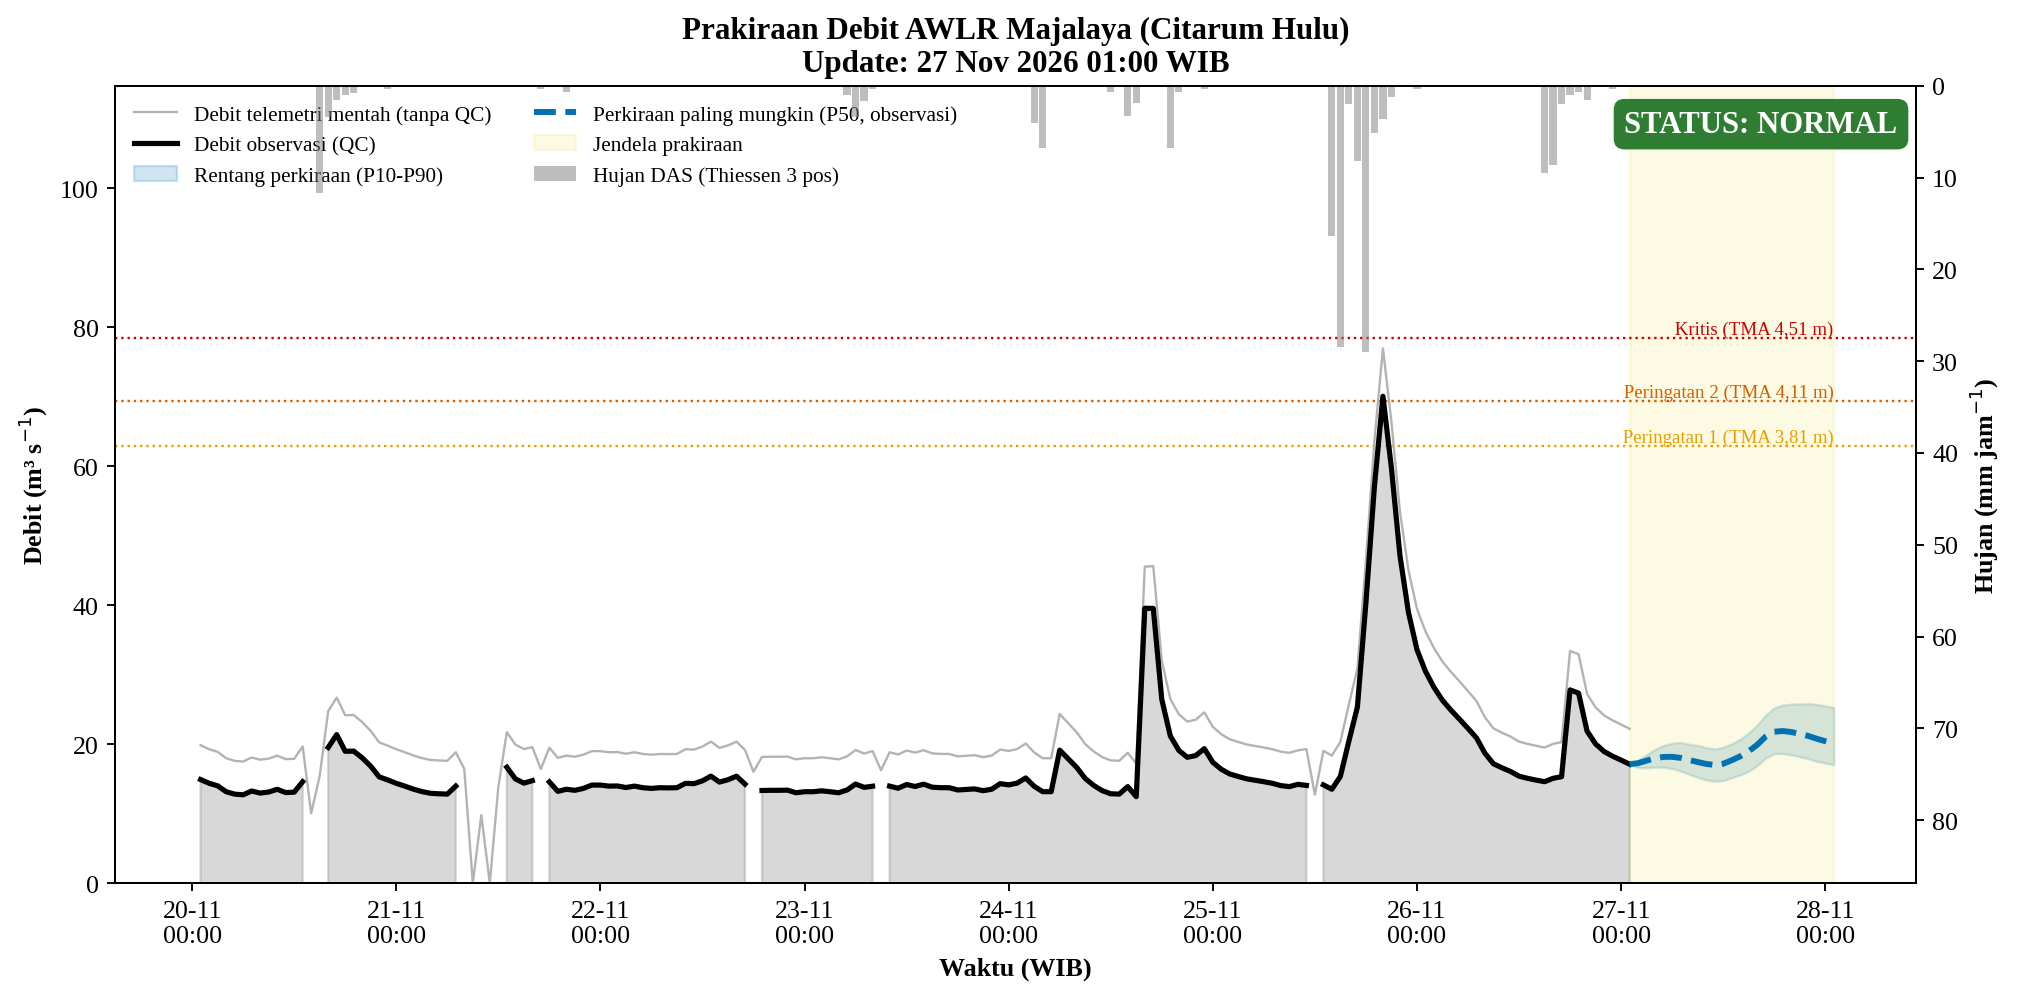 Prakiraan Debit AWLR Majalaya (Citarum Hulu)
Update: 27 Nov 2026 01:00 WIB
Debit telemetri mentah (tanpa QC)
Debit observasi (QC)
Rentang perkiraan (P10-P90)
Perkiraan paling mungkin (P50, observasi)
Jendela prakiraan
Hujan DAS (Thiessen 3 pos)
STATUS: NORMAL
Kritis (TMA 4,51 m)
Peringatan 2 (TMA 4,11 m)
Peringatan 1 (TMA 3,81 m)
Debit (m³ s⁻¹)
100
80
60
40
20
0
Hujan (mm jam⁻¹)
0
10
20
30
40
50
60
70
80
20-11
00:00
21-11
00:00
22-11
00:00
23-11
00:00
24-11
00:00
25-11
00:00
26-11
00:00
27-11
00:00
28-11
00:00
Waktu (WIB)